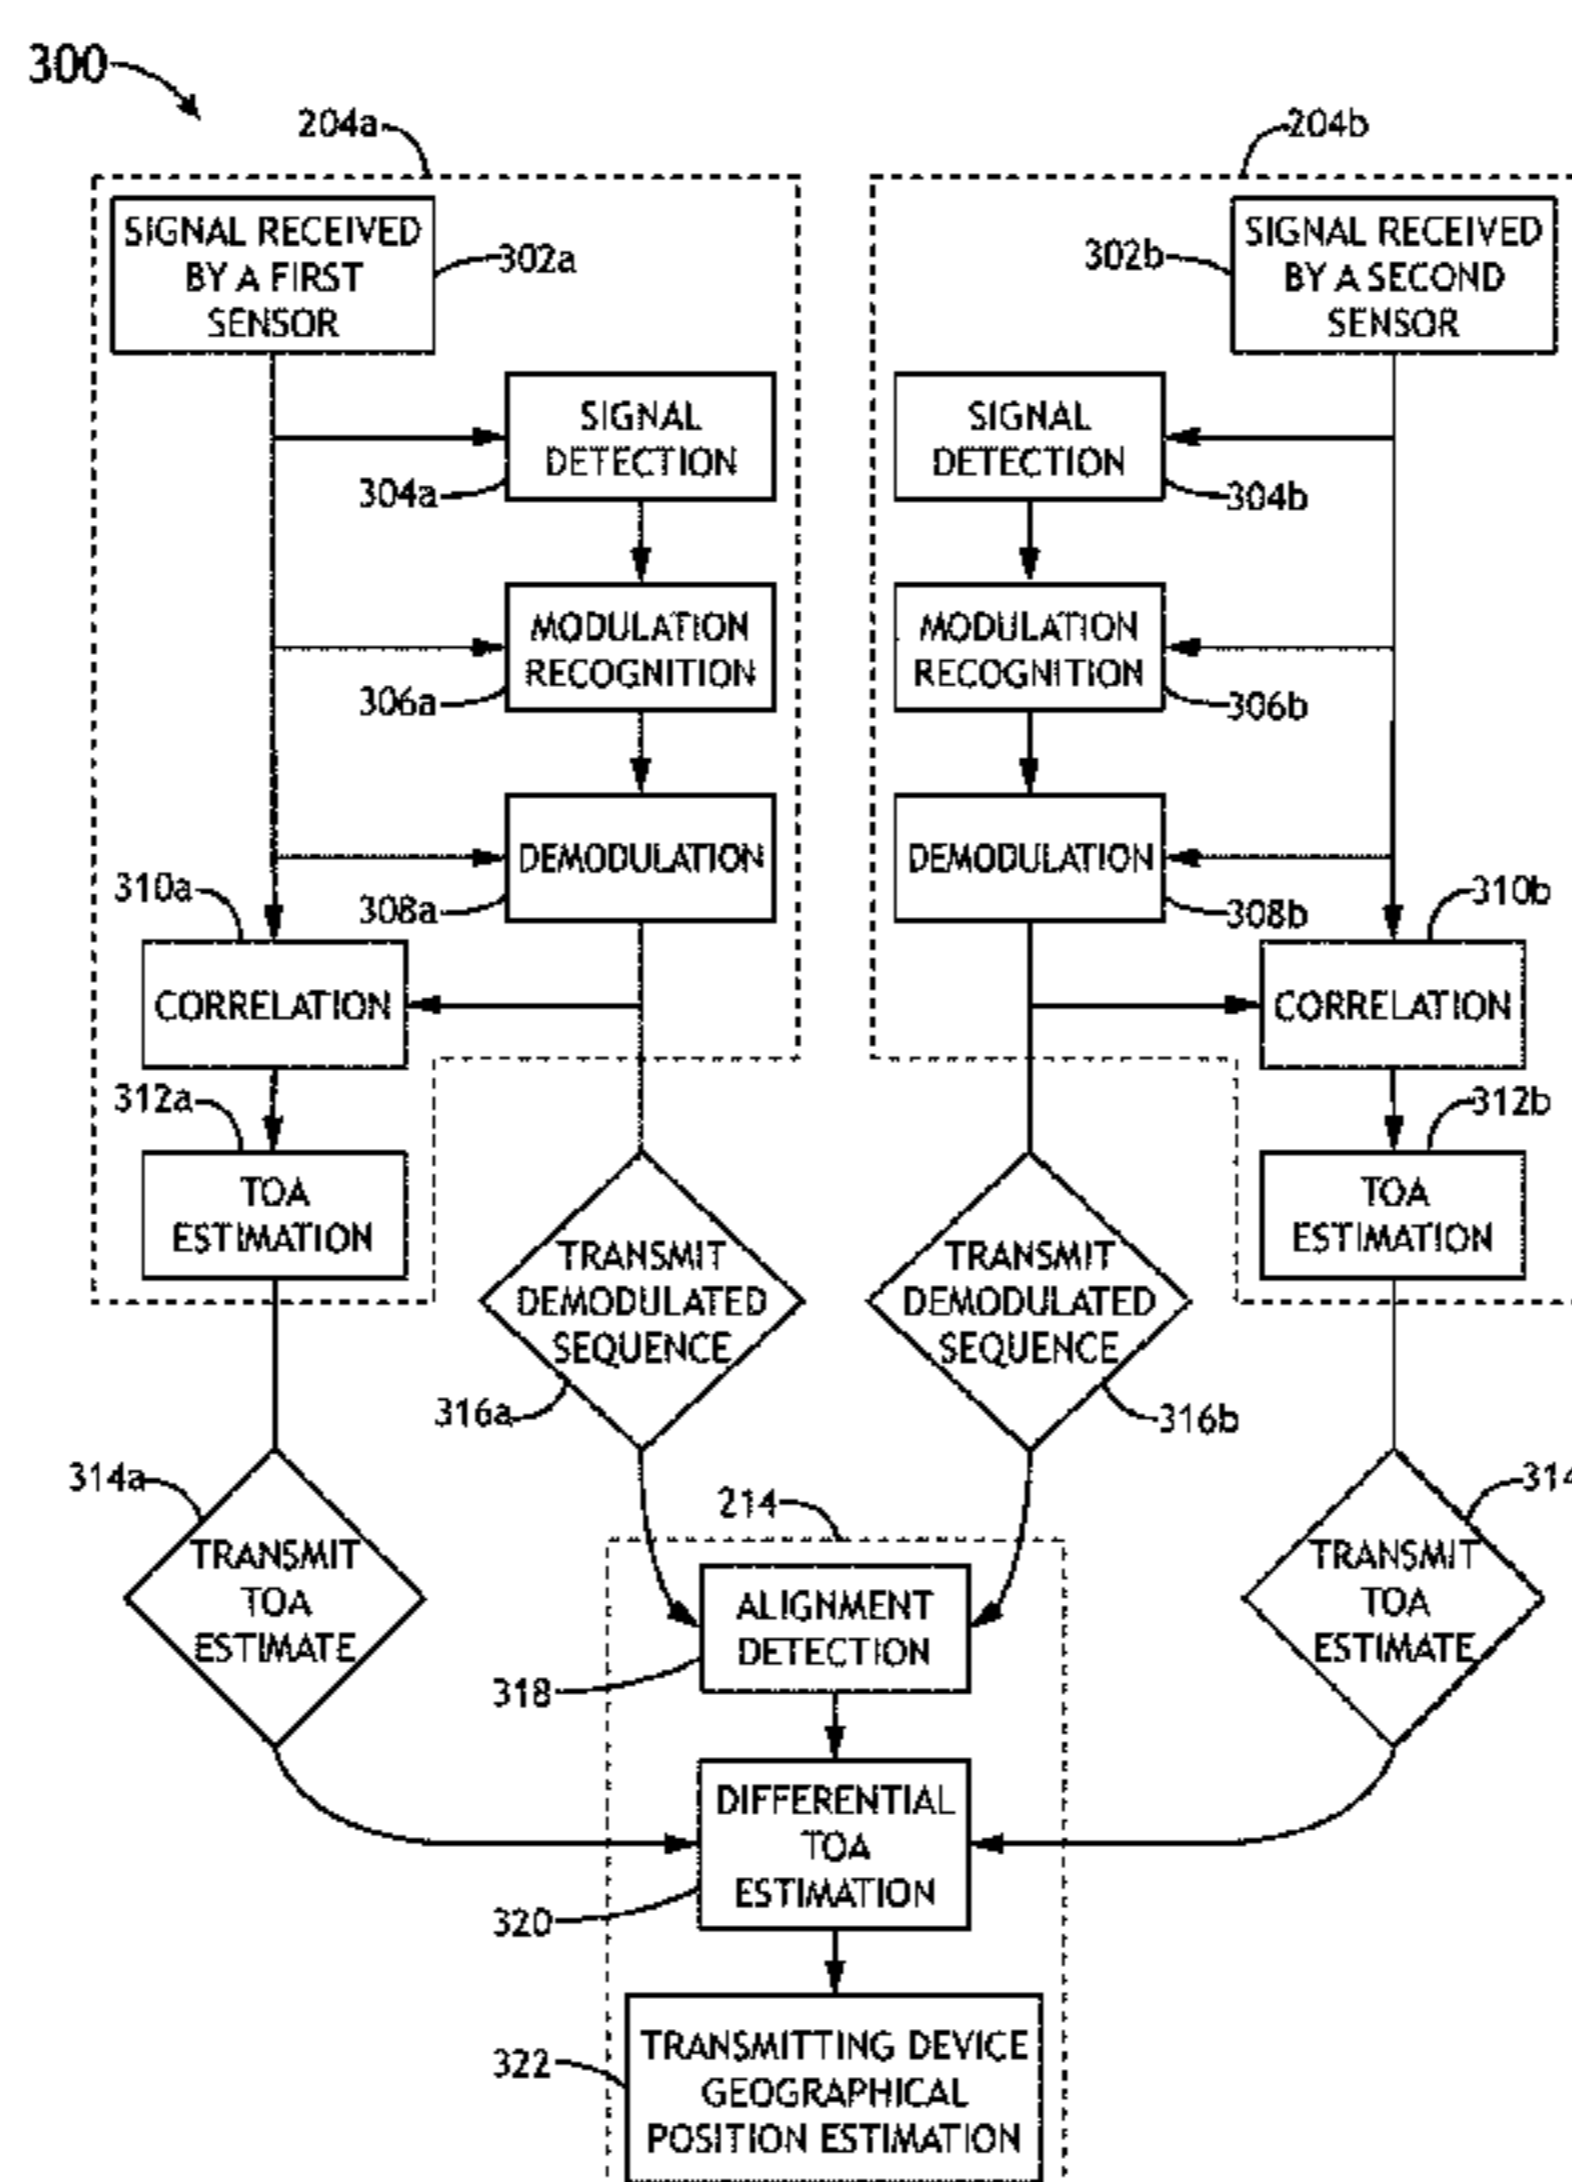 300
204a
204b
SIGNAL RECEIVED
BY A FIRST
SENSOR
302a
302b
SIGNAL RECEIVED
BY A SECOND
SENSOR
SIGNAL
DETECTION
304a
SIGNAL
DETECTION
304b
MODULATION
RECOGNITION
306a
MODULATION
RECOGNITION
306b
DEMODULATION
308a
DEMODULATION
308b
310a
CORRELATION
310b
CORRELATION
312a
TOA
ESTIMATION
312b
TOA
ESTIMATION
TRANSMIT
DEMODULATED
SEQUENCE
316a
TRANSMIT
DEMODULATED
SEQUENCE
316b
314a
TRANSMIT
TOA
ESTIMATE
314
TRANSMIT
TOA
ESTIMATE
214
ALIGNMENT
DETECTION
318
DIFFERENTIAL
TOA
ESTIMATION
320
322
TRANSMITTING DEVICE
GEOGRAPHICAL
POSITION ESTIMATION